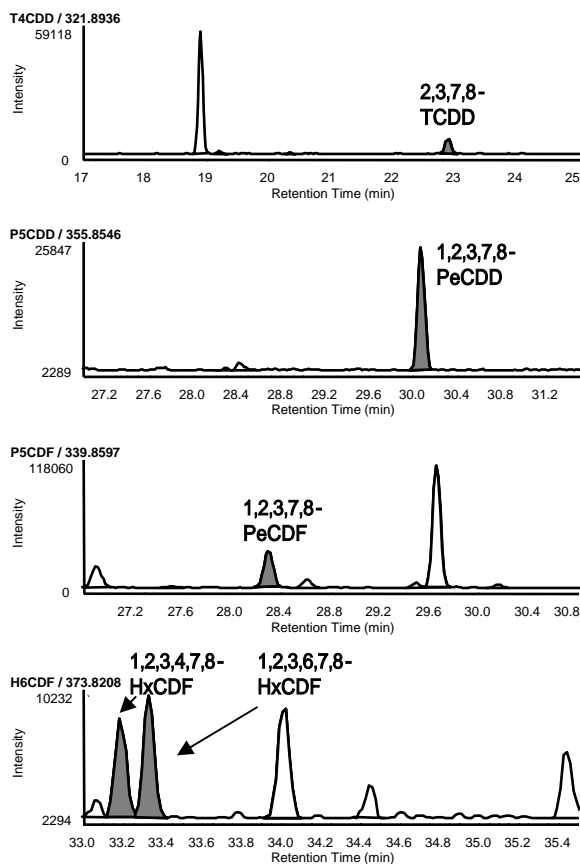 T4CDD / 321.8936
59118
Intensity
2,3,7,8-
TCDD
0
17 18 19 20 21 22 23 24 25
Retention Time (min)
P5CDD / 355.8546
25847
Intensity
1,2,3,7,8-
PeCDD
2289
27.2 27.6 28.0 28.4 28.8 29.2 29.6 30.0 30.4 30.8 31.2
Retention Time (min)
P5CDF / 339.8597
118060
Intensity
1,2,3,7,8-
PeCDF
0
27.2 27.6 28.0 28.4 28.8 29.2 29.6 30.0 30.4 30.8
Retention Time (min)
H6CDF / 373.8208
10232
Intensity
1,2,3,4,7,8-
HxCDF
1,2,3,6,7,8-
HxCDF
2294
33.0 33.2 33.4 33.6 33.8 34.0 34.2 34.4 34.6 34.8 35.0 35.2 35.4
Retention Time (min)